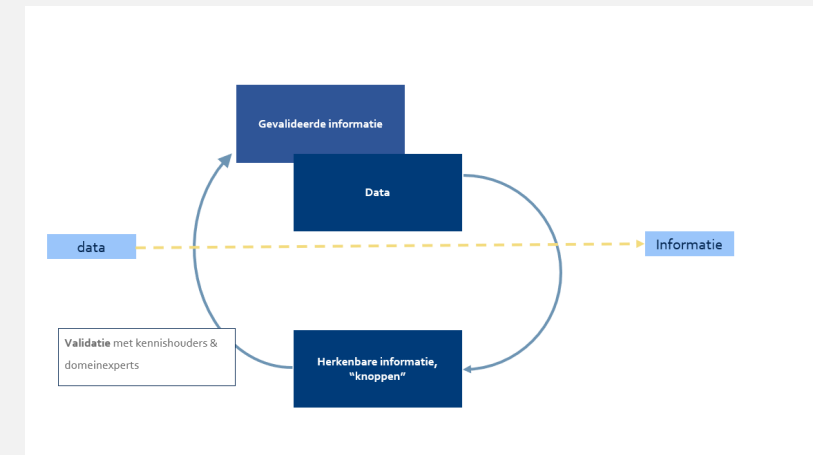 Gevalideerde informatie
Data
data
Informatie
Validatie met kennishouders &
domeinexperts
Herkenbare informatie,
“knoppen”